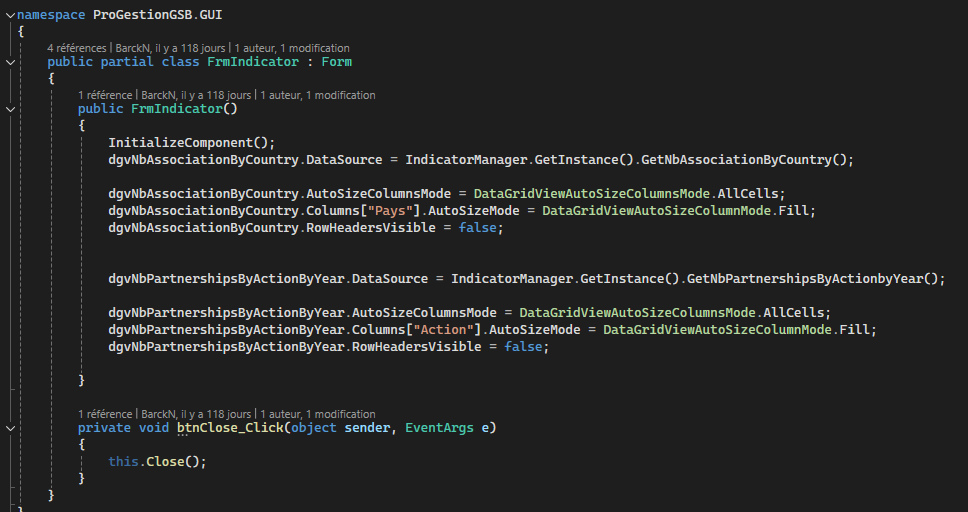 namespace ProGestionGSB.GUI
{
4 références | BarckN, il y a 118 jours | 1 auteur, 1 modification
public partial class FrmIndicator : Form
{
1 référence | BarckN, il y a 118 jours | 1 auteur, 1 modification
public FrmIndicator()
{
InitializeComponent();
dgvNbAssociationByCountry.DataSource = IndicatorManager.GetInstance().GetNbAssociationByCountry();
dgvNbAssociationByCountry.AutoSizeColumnsMode = DataGridViewAutoSizeColumnsMode.AllCells;
dgvNbAssociationByCountry.Columns["Pays"].AutoSizeMode = DataGridViewAutoSizeColumnMode.Fill;
dgvNbAssociationByCountry.RowHeadersVisible = false;
dgvNbPartnershipsByActionByYear.DataSource = IndicatorManager.GetInstance().GetNbPartnershipsByActionbyYear();
dgvNbPartnershipsByActionByYear.AutoSizeColumnsMode = DataGridViewAutoSizeColumnsMode.AllCells;
dgvNbPartnershipsByActionByYear.Columns["Action"].AutoSizeMode = DataGridViewAutoSizeColumnMode.Fill;
dgvNbPartnershipsByActionByYear.RowHeadersVisible = false;
}
1 référence | BarckN, il y a 118 jours | 1 auteur, 1 modification
private void btnClose_Click(object sender, EventArgs e)
{
this.Close();
}
}
}